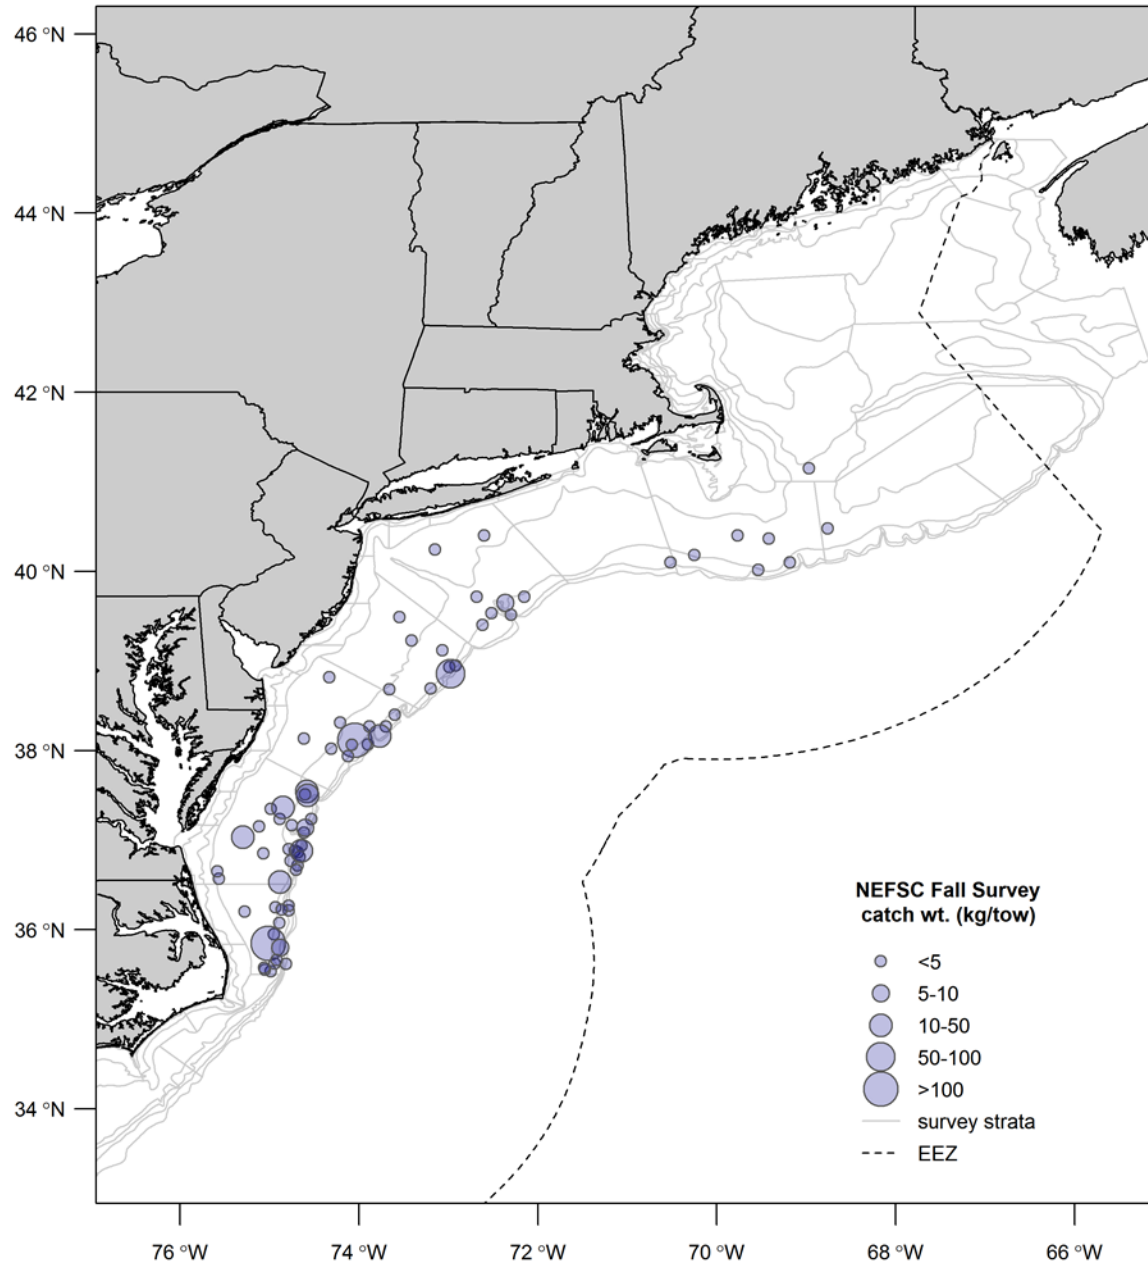 46 °N
44 °N
42 °N
40 °N
38 °N
36 °N
34 °N
NEFSC Fall Survey
catch wt. (kg/tow)
<5
5-10
10-50
50-100
>100
survey strata
EEZ
76 °W
74 °W
72 °W
70 °W
68 °W
66 °W